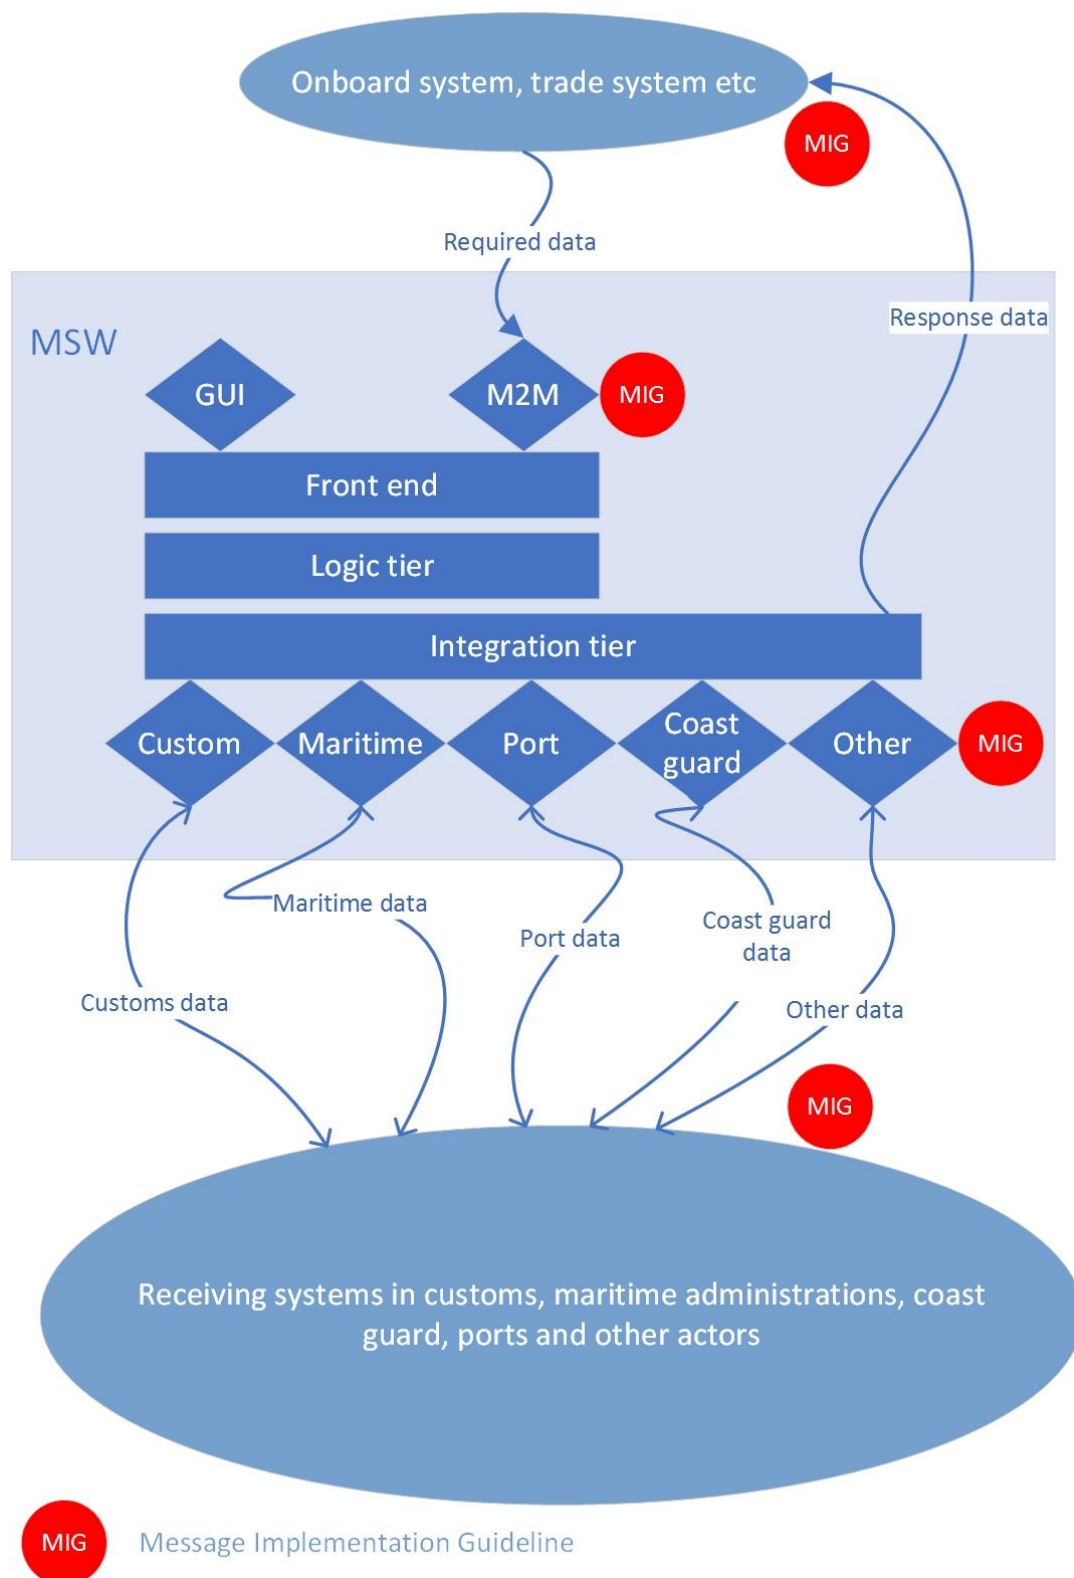 Onboard system, trade system etc
MIG
Required data
Response data
MSW
GUI
M2M
MIG
Front end
Logic tier
Integration tier
Custom
Maritime
Port
Coast
guard
Other
MIG
Maritime data
Port data
Coast guard
data
Customs data
Other data
MIG
Receiving systems in customs, maritime administrations, coast
guard, ports and other actors
MIG
Message Implementation Guideline